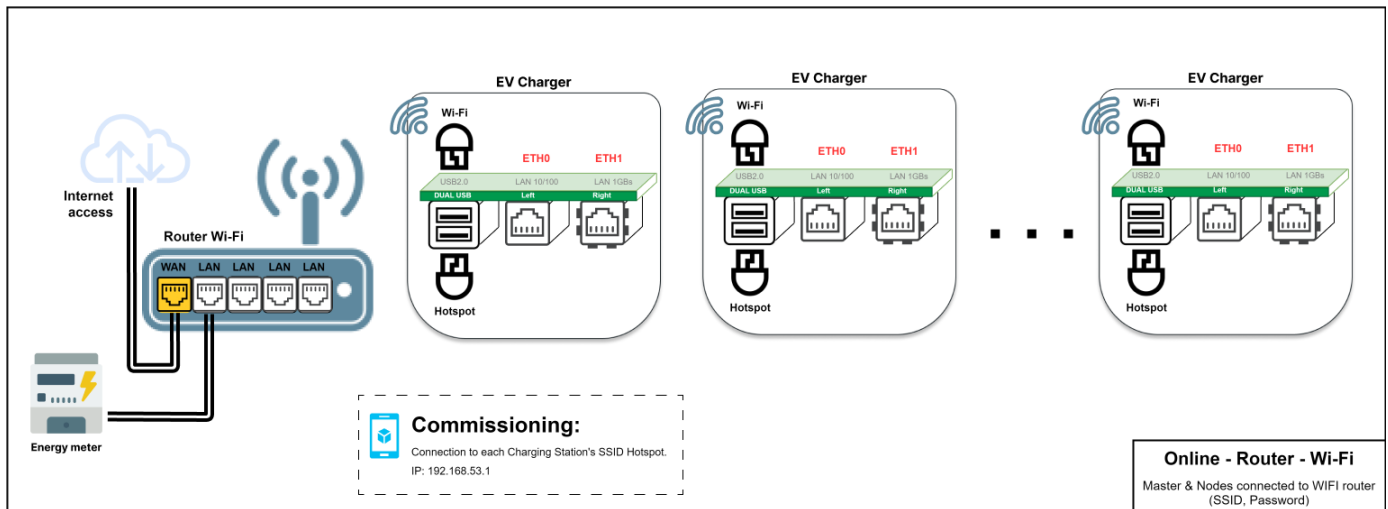 Internet
access
Router Wi-Fi
WAN LAN LAN LAN LAN
Energy meter
EV Charger
Wi-Fi
ETH0 ETH1
USB2.0 LAN 10/100 LAN 1GBs
DUAL USB Left Right
Hotspot
EV Charger
Wi-Fi
ETH0 ETH1
USB2.0 LAN 10/100 LAN 1GBs
DUAL USB Left Right
Hotspot
EV Charger
Wi-Fi
ETH0 ETH1
USB2.0 LAN 10/100 LAN 1GBs
DUAL USB Left Right
Hotspot
Commissioning:
Connection to each Charging Station's SSID Hotspot.
IP: 192.168.53.1
Online - Router - Wi-Fi
Master & Nodes connected to WIFI router
(SSID, Password)